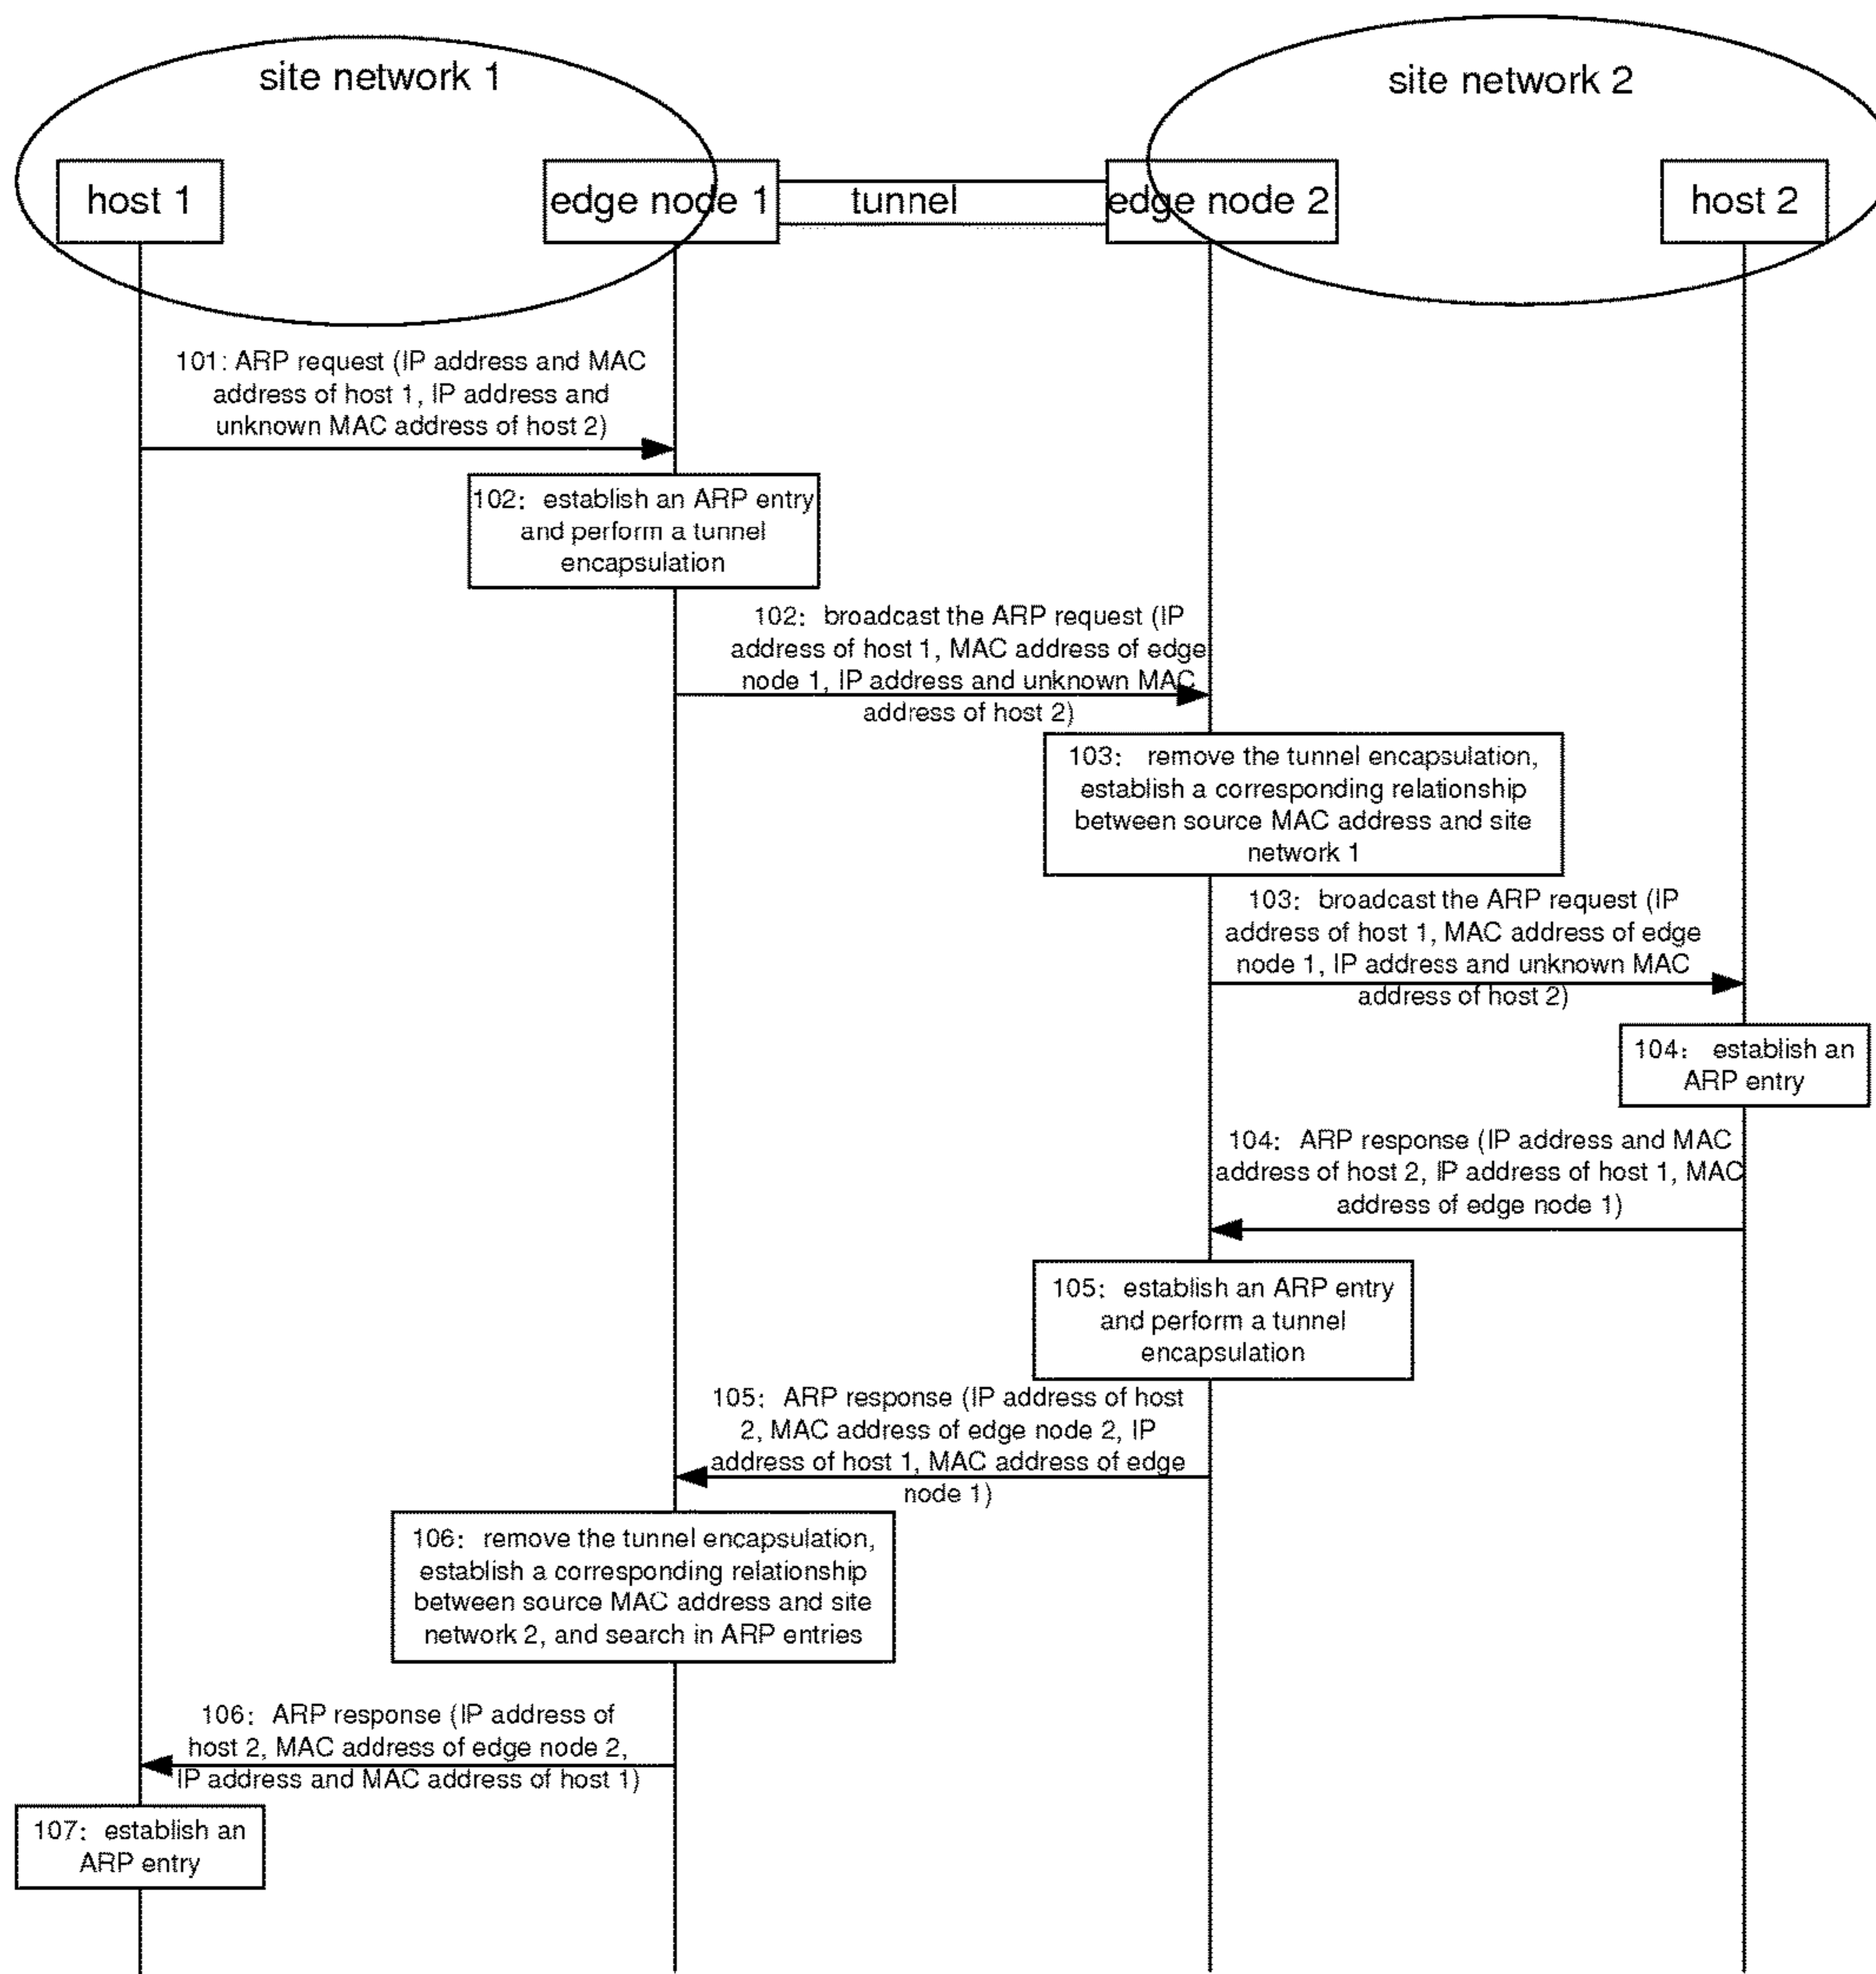 site network 1
site network 2
host 1
edge node 1
tunnel
edge node 2
host 2
101: ARP request (IP address and MAC
address of host 1, IP address and
unknown MAC address of host 2)
102: establish an ARP entry
and perform a tunnel
encapsulation
102: broadcast the ARP request (IP
address of host 1, MAC address of edge
node 1, IP address and unknown MAC
address of host 2)
103: remove the tunnel encapsulation,
establish a corresponding relationship
between source MAC address and site
network 1
103: broadcast the ARP request (IP
address of host 1, MAC address of edge
node 1, IP address and unknown MAC
address of host 2)
104: establish an
ARP entry
104: ARP response (IP address and MAC
address of host 2, IP address of host 1, MAC
address of edge node 1)
105: establish an ARP entry
and perform a tunnel
encapsulation
105: ARP response (IP address of host
2, MAC address of edge node 2, IP
address of host 1, MAC address of edge
node 1)
106: remove the tunnel encapsulation,
establish a corresponding relationship
between source MAC address and site
network 2, and search in ARP entries
106: ARP response (IP address of
host 2, MAC address of edge node 2,
IP address and MAC address of host 1)
107: establish an
ARP entry